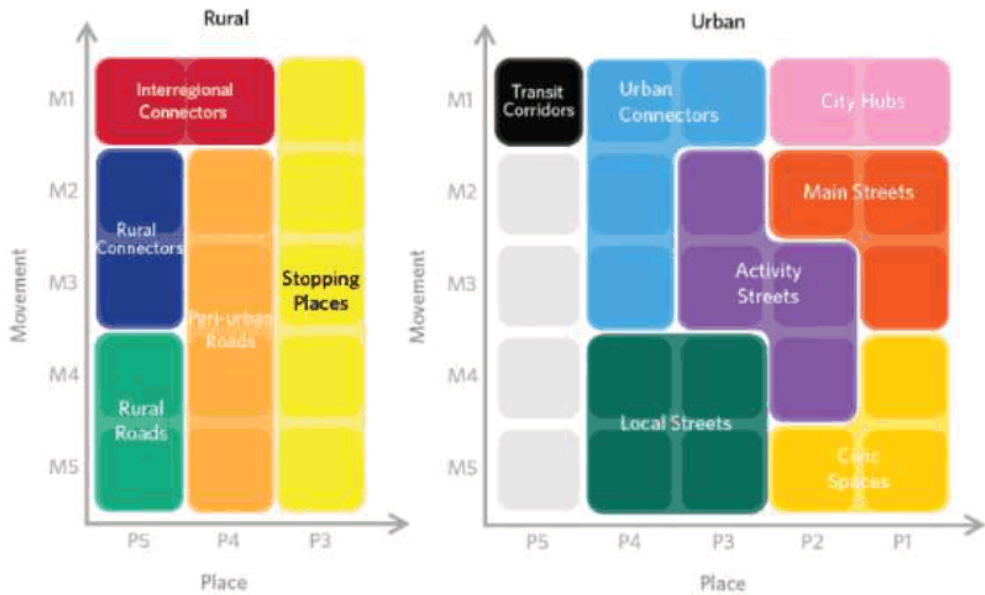 Rural
Urban
M1
M2
M3
M4
M5
Movement
Interregional
Connectors
Rural
Connectors
Peri-urban
Roads
Stopping
Places
Rural
Roads
P5
P4
P3
Place
M1
M2
M3
M4
M5
Movement
Transit
Corridors
Urban
Connectors
City Hubs
Main Streets
Activity
Streets
Local Streets
Civic
Spaces
P5
P4
P3
P2
P1
Place